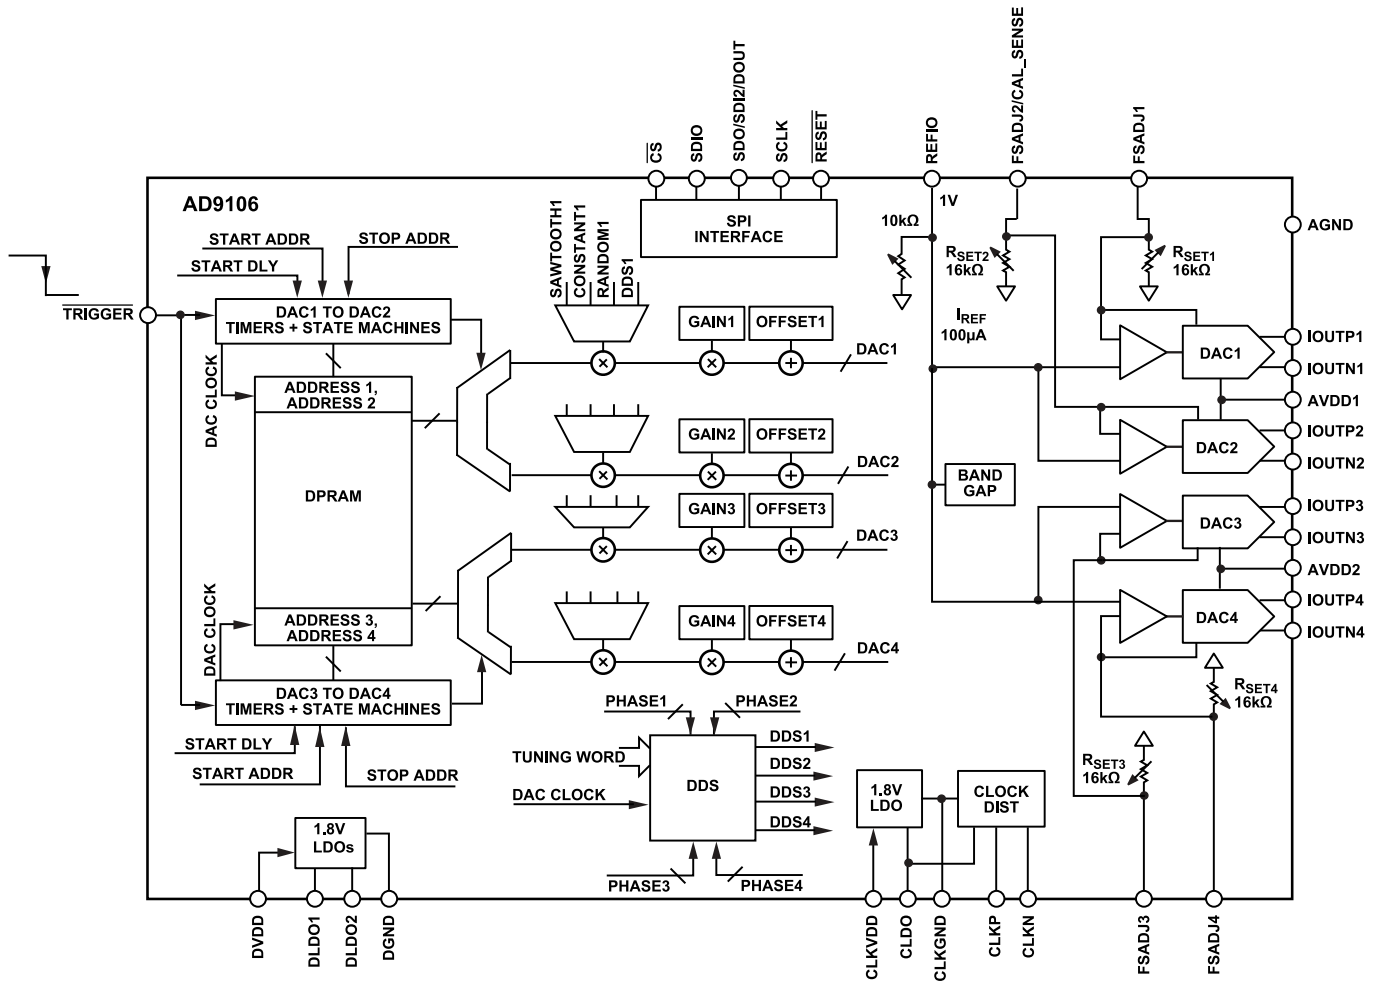 CS
SDIO
SDO/SDI2/DOUT
SCLK
RESET
REFIO
FSADJ2/CAL_SENSE
FSADJ1
AD9106
SPI
INTERFACE
1V
10kΩ
AGND
START ADDR
STOP ADDR
START DLY
TRIGGER
DAC1 TO DAC2
TIMERS + STATE MACHINES
DAC CLOCK
ADDRESS 1,
ADDRESS 2
DPRAM
ADDRESS 3,
ADDRESS 4
DAC CLOCK
DAC3 TO DAC4
TIMERS + STATE MACHINES
START DLY
START ADDR
STOP ADDR
SAWTOOTH1
CONSTANT1
RANDOM1
DDS1
GAIN1
OFFSET1
DAC1
GAIN2
OFFSET2
DAC2
GAIN3
OFFSET3
DAC3
GAIN4
OFFSET4
DAC4
RSET2
16kΩ
RSET1
16kΩ
IREF
100µA
BAND
GAP
DAC1
IOUTP1
IOUTN1
AVDD1
DAC2
IOUTP2
IOUTN2
DAC3
IOUTP3
IOUTN3
AVDD2
DAC4
IOUTP4
IOUTN4
RSET4
16kΩ
RSET3
16kΩ
PHASE1
PHASE2
TUNING WORD
DAC CLOCK
DDS
DDS1
DDS2
DDS3
DDS4
PHASE3
PHASE4
1.8V
LDOs
1.8V
LDO
CLOCK
DIST
DVDD
DLDO1
DLDO2
DGND
CLKVDD
CLDO
CLKGND
CLKP
CLKN
FSADJ3
FSADJ4